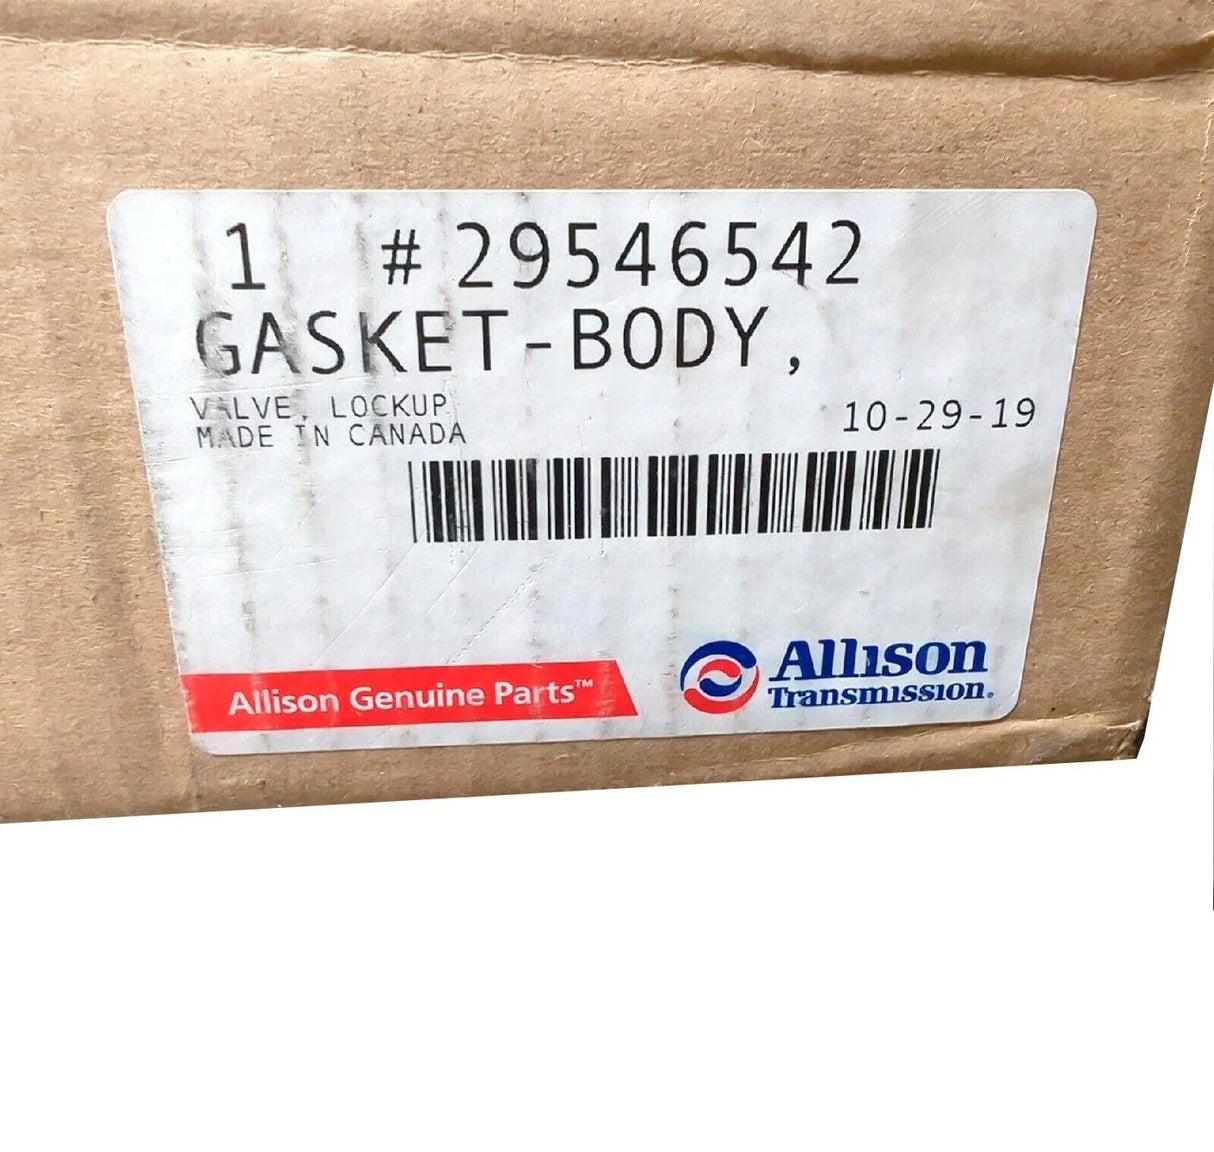 1 #29546542
GASKET-BODY,
VALVE, LOCKUP
MADE IN CANADA
10-29-19
Allison Genuine Parts™
Allison
Transmission.